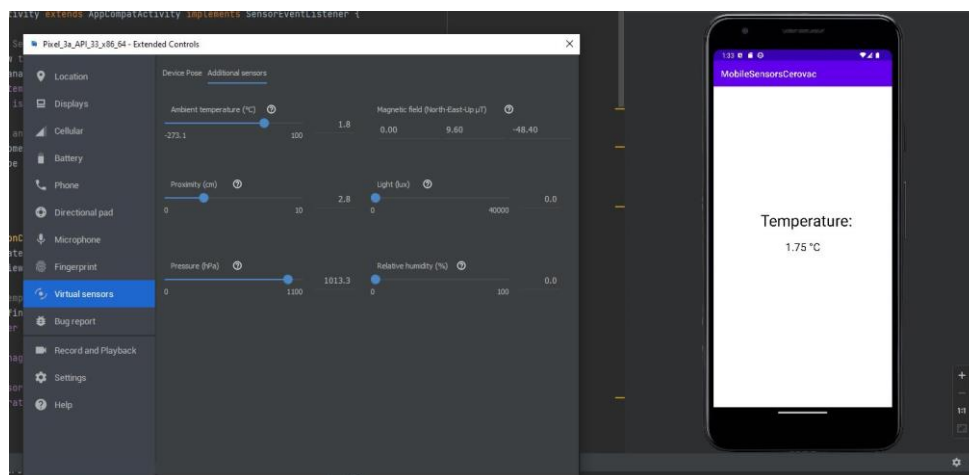 ivity extends AppCompatActivity implements SensorEventListener {
Pixel_3a_API_33_x86_64 - Extended Controls
Location
Displays
Cellular
Battery
Phone
Directional pad
Microphone
Fingerprint
Virtual sensors
Bug report
Record and Playback
Settings
Help
Device Pose Additional sensors
Ambient temperature (°C)
1.8
-273.1 100
Magnetic field (North-East-Up µT)
0.00 9.60 -48.40
Proximity (cm)
2.8
0 10
Light (lux)
0.0
0 40000
Pressure (hPa)
1013.3
0 1100
Relative humidity (%)
0.0
0 100
1:33
MobileSensorsCerovac
Temperature:
1.75 °C
1:1